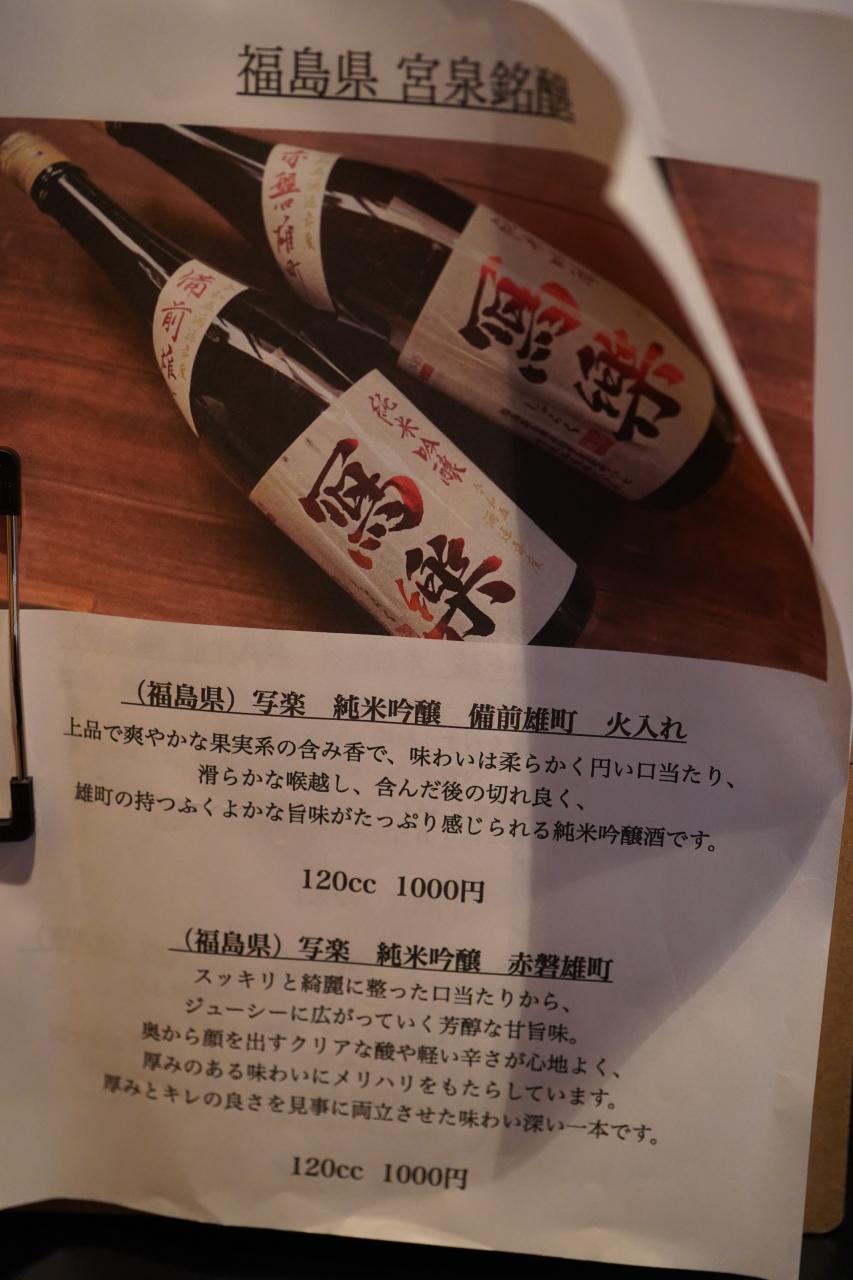 福島県 宮泉銘醸
赤磐雄町
備前雄町
寫樂
純米吟醸
寫樂
（福島県）写楽　純米吟醸　備前雄町　火入れ
上品で爽やかな果実系の含み香で、味わいは柔らかく円い口当たり、
滑らかな喉越し、含んだ後の切れ良く、
雄町の持つふくよかな旨味がたっぷり感じられる純米吟醸酒です。
120cc 1000円
（福島県）写楽　純米吟醸　赤磐雄町
スッキリと綺麗に整った口当たりから、
ジューシーに広がっていく芳醇な甘旨味。
奥から顔を出すクリアな酸や軽い辛さが心地よく、
厚みのある味わいにメリハリをもたらしています。
厚みとキレの良さを見事に両立させた味わい深い一本です。
120cc 1000円